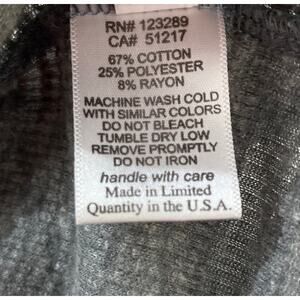 RN# 123289
CA# 51217
67% COTTON
25% POLYESTER
8% RAYON
MACHINE WASH COLD
WITH SIMILAR COLORS
DO NOT BLEACH
TUMBLE DRY LOW
REMOVE PROMPTLY
DO NOT IRON
handle with care
Made in Limited
Quantity in the U.S.A.